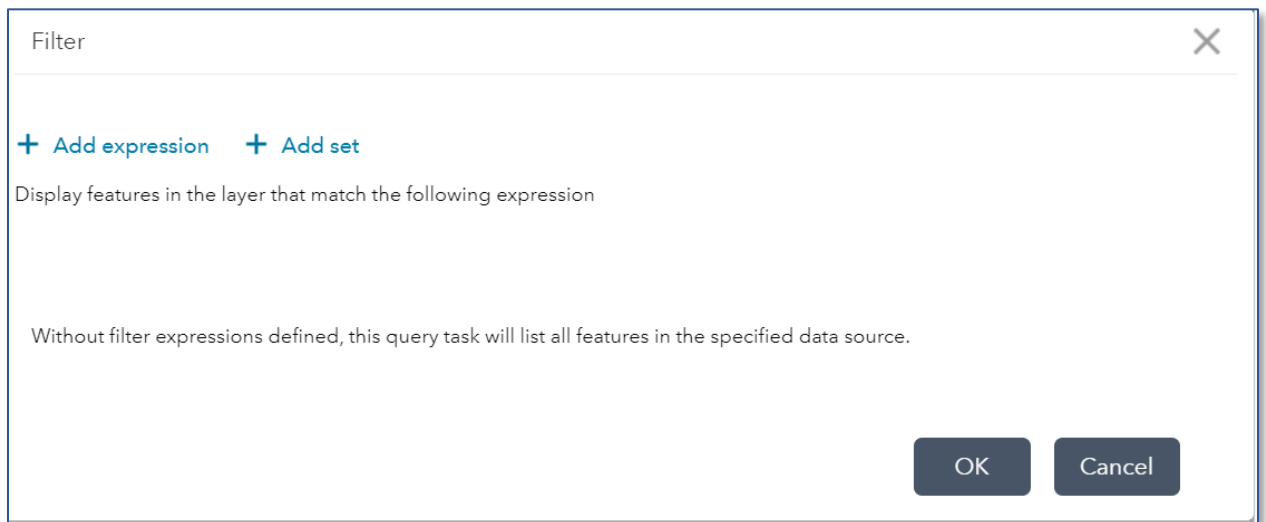 Filter
+ Add expression + Add set
Display features in the layer that match the following expression
Without filter expressions defined, this query task will list all features in the specified data source.
OK Cancel